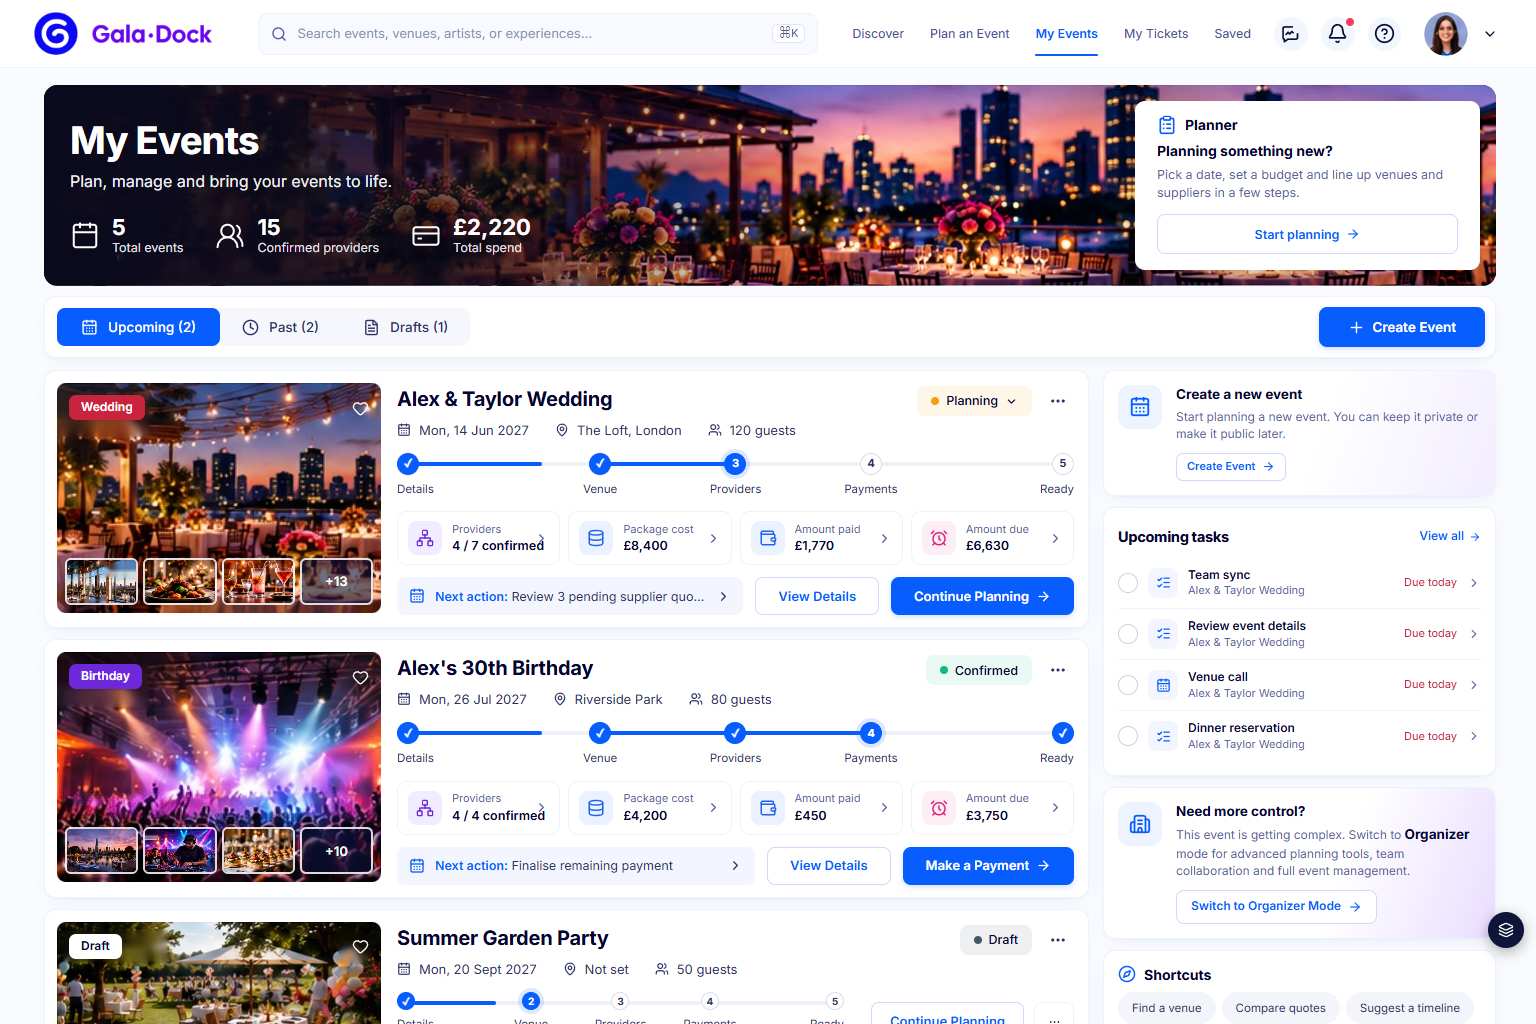 Gala·Dock
Search events, venues, artists, or experiences...
⌘K
Discover
Plan an Event
My Events
My Tickets
Saved
My Events
Plan, manage and bring your events to life.
5
Total events
15
Confirmed providers
£2,220
Total spend
Planner
Planning something new?
Pick a date, set a budget and line up venues and
suppliers in a few steps.
Start planning
Upcoming (2)
Past (2)
Drafts (1)
Create Event
Wedding
+13
Alex & Taylor Wedding
Planning
Mon, 14 Jun 2027
The Loft, London
120 guests
3
4
5
Details
Venue
Providers
Payments
Ready
Providers
4 / 7 confirmed
Package cost
£8,400
Amount paid
£1,770
Amount due
£6,630
Next action: Review 3 pending supplier quo...
View Details
Continue Planning
Birthday
+10
Alex's 30th Birthday
Confirmed
Mon, 26 Jul 2027
Riverside Park
80 guests
4
Details
Venue
Providers
Payments
Ready
Providers
4 / 4 confirmed
Package cost
£4,200
Amount paid
£450
Amount due
£3,750
Next action: Finalise remaining payment
View Details
Make a Payment
Draft
Summer Garden Party
Draft
Mon, 20 Sept 2027
Not set
50 guests
2
3
4
5
Details
Venue
Providers
Payments
Ready
Continue Planning
Create a new event
Start planning a new event. You can keep it private or
make it public later.
Create Event
Upcoming tasks
View all
Team sync
Alex & Taylor Wedding
Due today
Review event details
Alex & Taylor Wedding
Due today
Venue call
Alex & Taylor Wedding
Due today
Dinner reservation
Alex & Taylor Wedding
Due today
Need more control?
This event is getting complex. Switch to Organizer
mode for advanced planning tools, team
collaboration and full event management.
Switch to Organizer Mode
Shortcuts
Find a venue
Compare quotes
Suggest a timeline